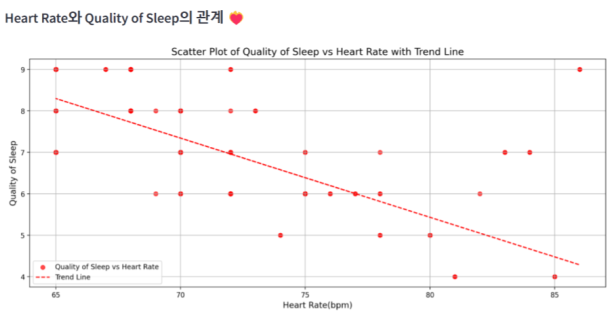 Heart Rate와 Quality of Sleep의 관계
Scatter Plot of Quality of Sleep vs Heart Rate with Trend Line
9
8
7
6
5
4
Quality of Sleep
Quality of Sleep vs Heart Rate
Trend Line
65 70 75 80 85
Heart Rate(bpm)